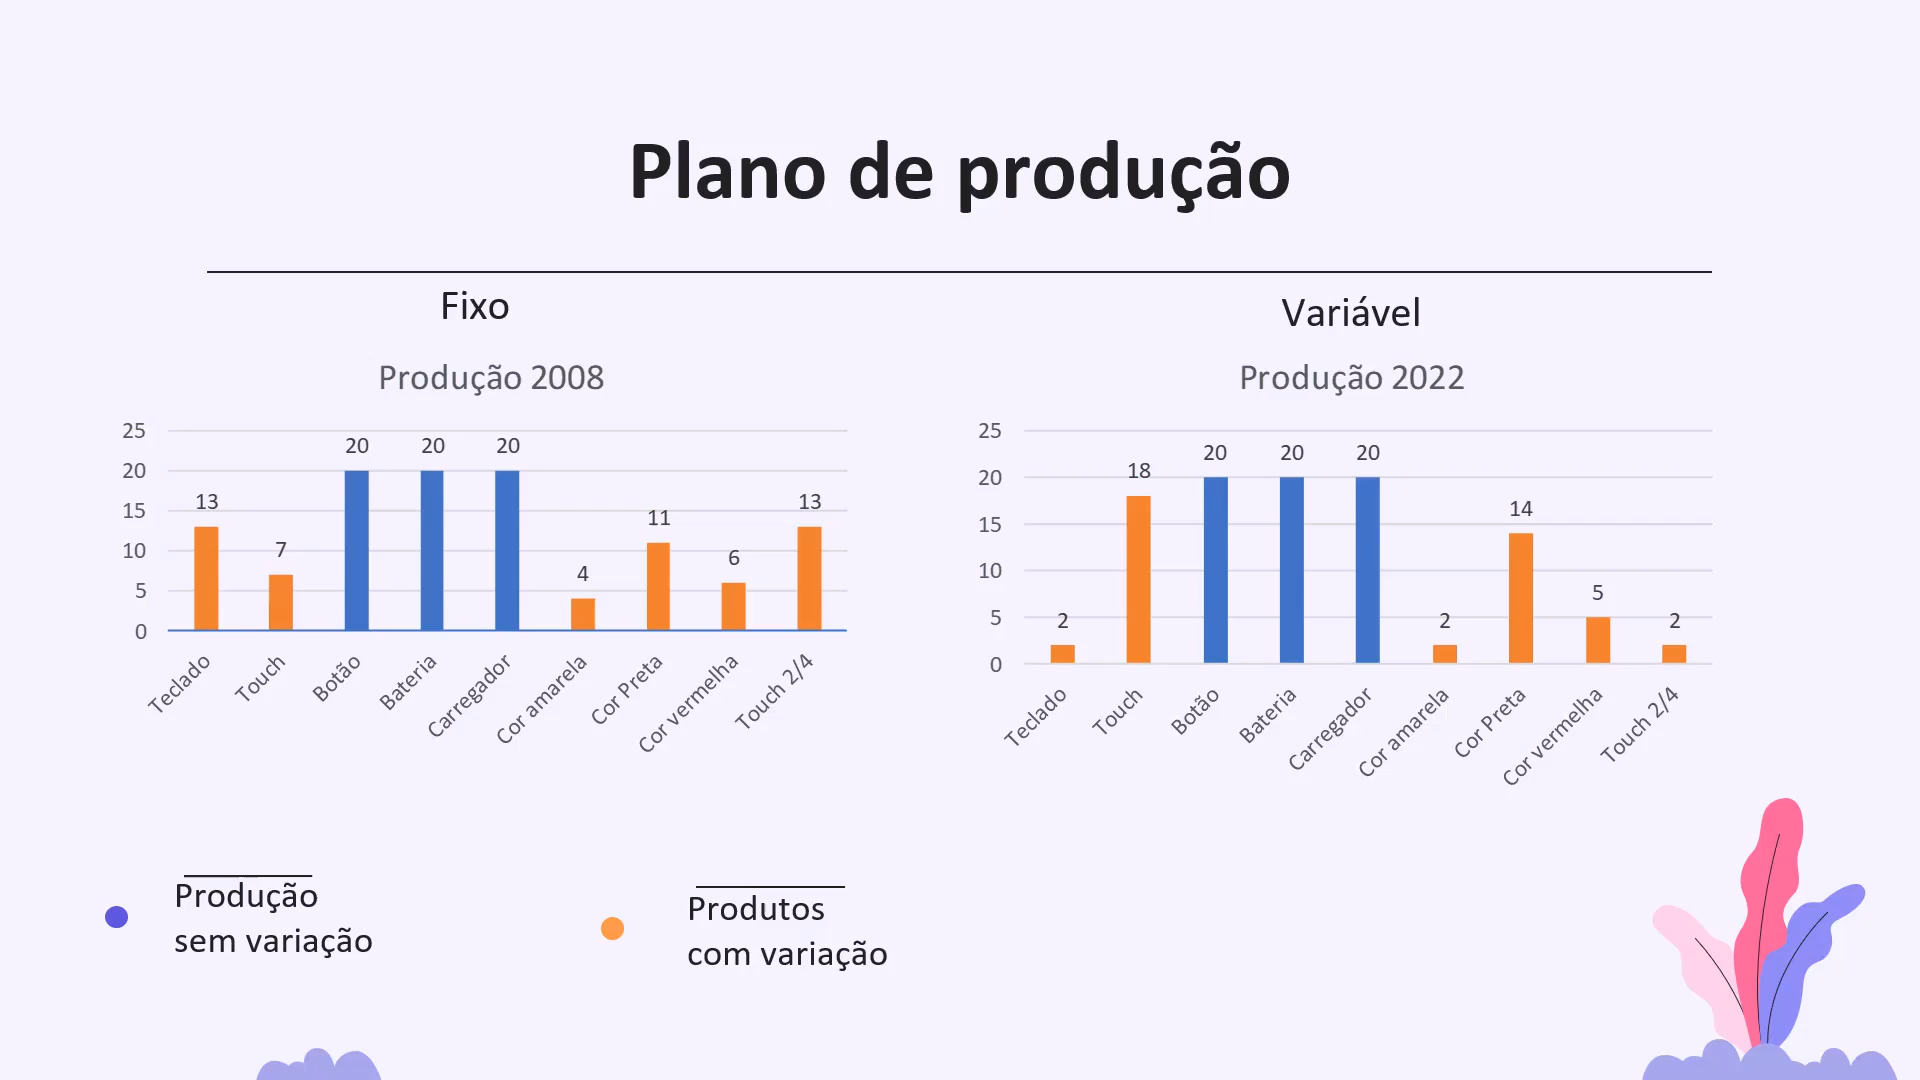 Plano de produção
Fixo
Produção 2008
25
20
15
10
5
0
13
7
20
20
20
4
11
6
13
Teclado
Touch
Botão
Bateria
Carregador
Cor amarela
Cor Preta
Cor vermelha
Touch 2/4
Variável
Produção 2022
25
20
15
10
5
0
2
18
20
20
20
2
14
5
2
Teclado
Touch
Botão
Bateria
Carregador
Cor amarela
Cor Preta
Cor vermelha
Touch 2/4
Produção
sem variação
Produtos
com variação